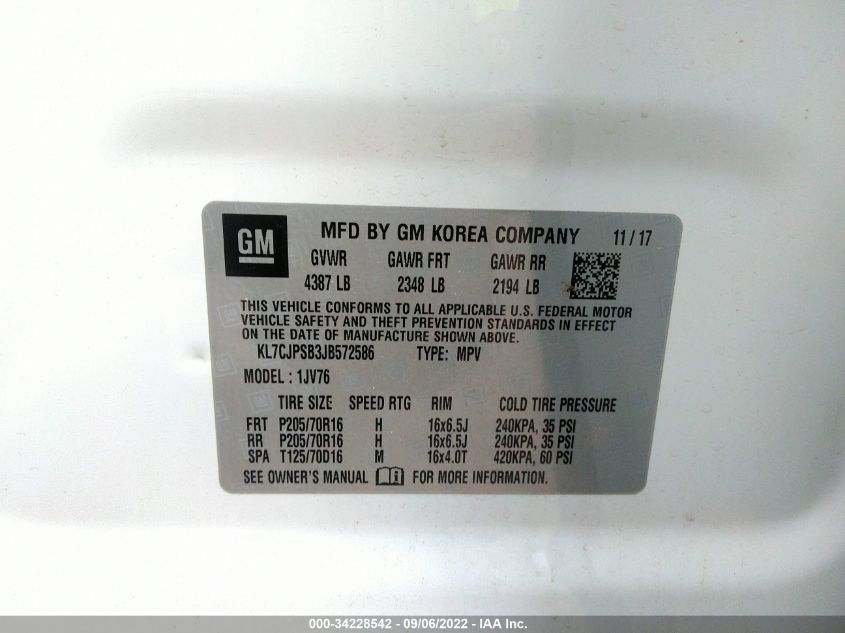 GM MFD BY GM KOREA COMPANY 11/17
GVWR GAWR FRT GAWR RR
4387 LB 2348 LB 2194 LB
THIS VEHICLE CONFORMS TO ALL APPLICABLE U.S. FEDERAL MOTOR
VEHICLE SAFETY AND THEFT PREVENTION STANDARDS IN EFFECT
ON THE DATE OF MANUFACTURE SHOWN ABOVE.
KL7CJPSB3JB572586 TYPE: MPV
MODEL : 1JV76
TIRE SIZE SPEED RTG RIM COLD TIRE PRESSURE
FRT P205/70R16 H 16x6.5J 240KPA, 35 PSI
RR P205/70R16 H 16x6.5J 240KPA, 35 PSI
SPA T125/70D16 M 16x4.0T 420KPA, 60 PSI
SEE OWNER'S MANUAL i FOR MORE INFORMATION.
000-34228542 - 09/06/2022 - IAA Inc.